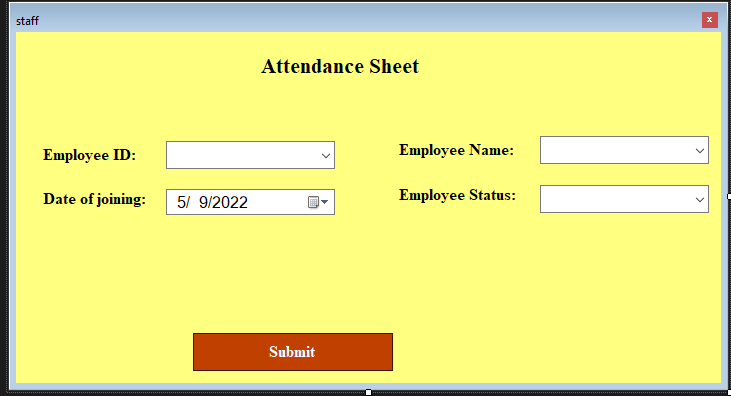 staff
Attendance Sheet
Employee ID:
Employee Name:
Date of joining: 5/ 9/2022
Employee Status:
Submit